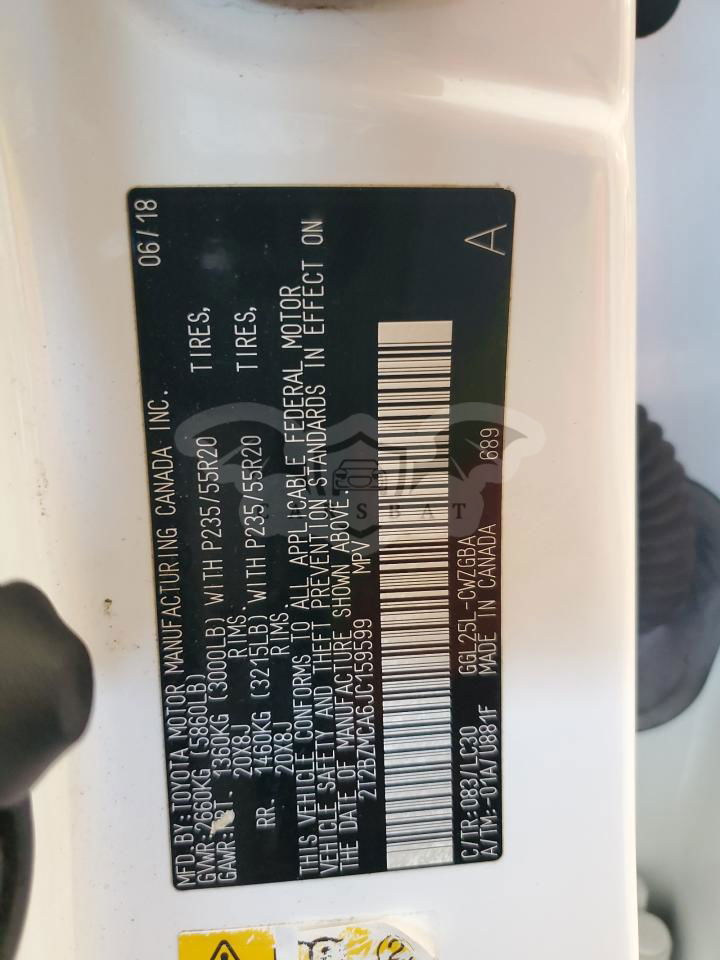 MFD.BY:TOYOTA MOTOR MANUFACTURING CANADA INC. 06/18
GVWR:2660KG (5860LB)
GAWR:FRT. 1360KG (3000LB) WITH P235/55R20 TIRES,
20X8J RIMS.
RR. 1460KG (3215LB) WITH P235/55R20 TIRES,
20X8J RIMS.
THIS VEHICLE CONFORMS TO ALL APPLICABLE FEDERAL MOTOR
VEHICLE SAFETY AND THEFT PREVENTION STANDARDS IN EFFECT ON
THE DATE OF MANUFACTURE SHOWN ABOVE.
2T2BZMCA6JC159599 MPV
C/TR:083/LC30 GGL25L-CWZGBA A
A/TM:-01A/U881F MADE IN CANADA 689
CARSBAT
2